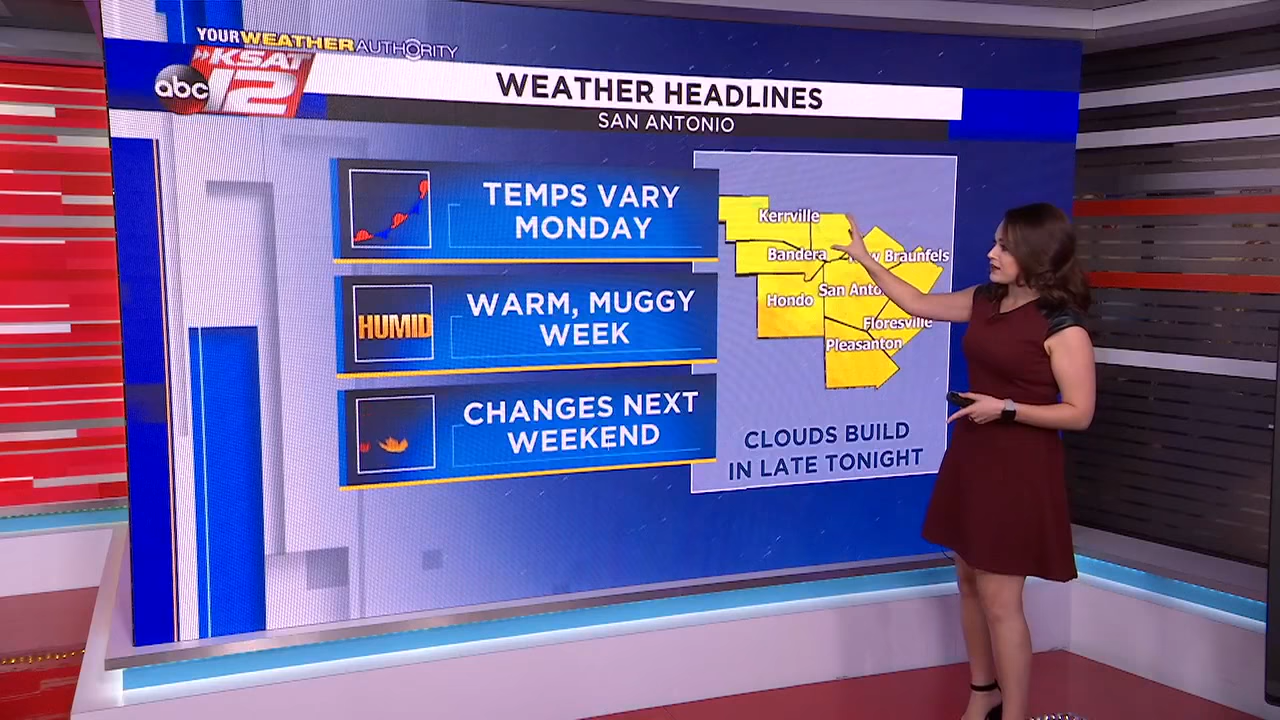 YOUR WEATHER AUTHORITY
abc KSAT
12
WEATHER HEADLINES
SAN ANTONIO
TEMPS VARY
MONDAY
HUMID
WARM, MUGGY
WEEK
CHANGES NEXT
WEEKEND
Kerrville
Bandera
Braunfels
Hondo
San
Floresville
Pleasanton
CLOUDS BUILD
IN LATE TONIGHT